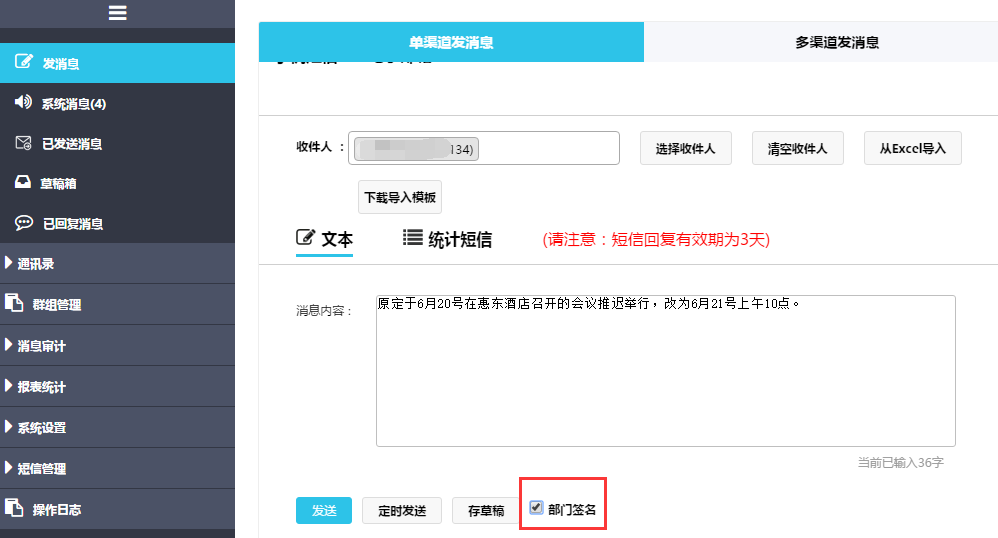 单渠道发消息
多渠道发消息
发消息
系统消息(4)
已发送消息
草稿箱
已回复消息
通讯录
群组管理
消息审计
报表统计
系统设置
短信管理
操作日志
收件人 :
134)
选择收件人
清空收件人
从Excel导入
下载导入模板
文本
统计短信
(请注意：短信回复有效期为3天)
消息内容：
原定于6月20号在惠东酒店召开的会议推迟举行，改为6月21号上午10点。
当前已输入36字
发送
定时发送
存草稿
部门签名